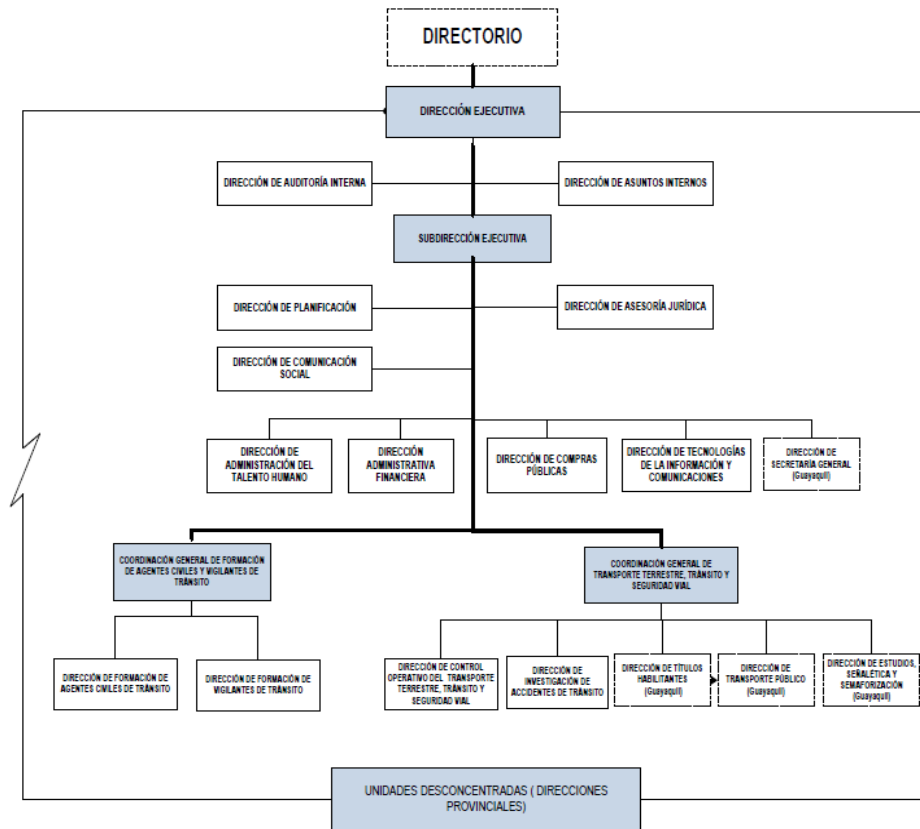 DIRECTORIO
DIRECCIÓN EJECUTIVA
DIRECCIÓN DE AUDITORÍA INTERNA
DIRECCIÓN DE ASUNTOS INTERNOS
SUBDIRECCIÓN EJECUTIVA
DIRECCIÓN DE PLANIFICACIÓN
DIRECCIÓN DE ASESORÍA JURÍDICA
DIRECCIÓN DE COMUNICACIÓN
SOCIAL
DIRECCIÓN DE
ADMINISTRACIÓN DEL
TALENTO HUMANO
DIRECCIÓN
ADMINISTRATIVA
FINANCIERA
DIRECCIÓN DE COMPRAS
PÚBLICAS
DIRECCIÓN DE TECNOLOGÍAS
DE LA INFORMACIÓN Y
COMUNICACIONES
DIRECCIÓN DE
SECRETARÍA GENERAL
(Guayaquil)
COORDINACIÓN GENERAL DE FORMACIÓN
DE AGENTES CIVILES Y VIGILANTES DE
TRÁNSITO
COORDINACIÓN GENERAL DE
TRANSPORTE TERRESTRE, TRÁNSITO Y
SEGURIDAD VIAL
DIRECCIÓN DE FORMACIÓN DE
AGENTES CIVILES DE TRÁNSITO
DIRECCIÓN DE FORMACIÓN DE
VIGILANTES DE TRÁNSITO
DIRECCIÓN DE CONTROL
OPERATIVO DEL TRANSPORTE
TERRESTRE, TRÁNSITO Y
SEGURIDAD VIAL
DIRECCIÓN DE
INVESTIGACIÓN DE
ACCIDENTES DE TRÁNSITO
DIRECCIÓN DE TÍTULOS
HABILITANTES
(Guayaquil)
DIRECCIÓN DE
TRANSPORTE PÚBLICO
(Guayaquil)
DIRECCIÓN DE ESTUDIOS,
SEÑALÉTICA Y
SEMAFORIZACIÓN
(Guayaquil)
UNIDADES DESCONCENTRADAS ( DIRECCIONES
PROVINCIALES)